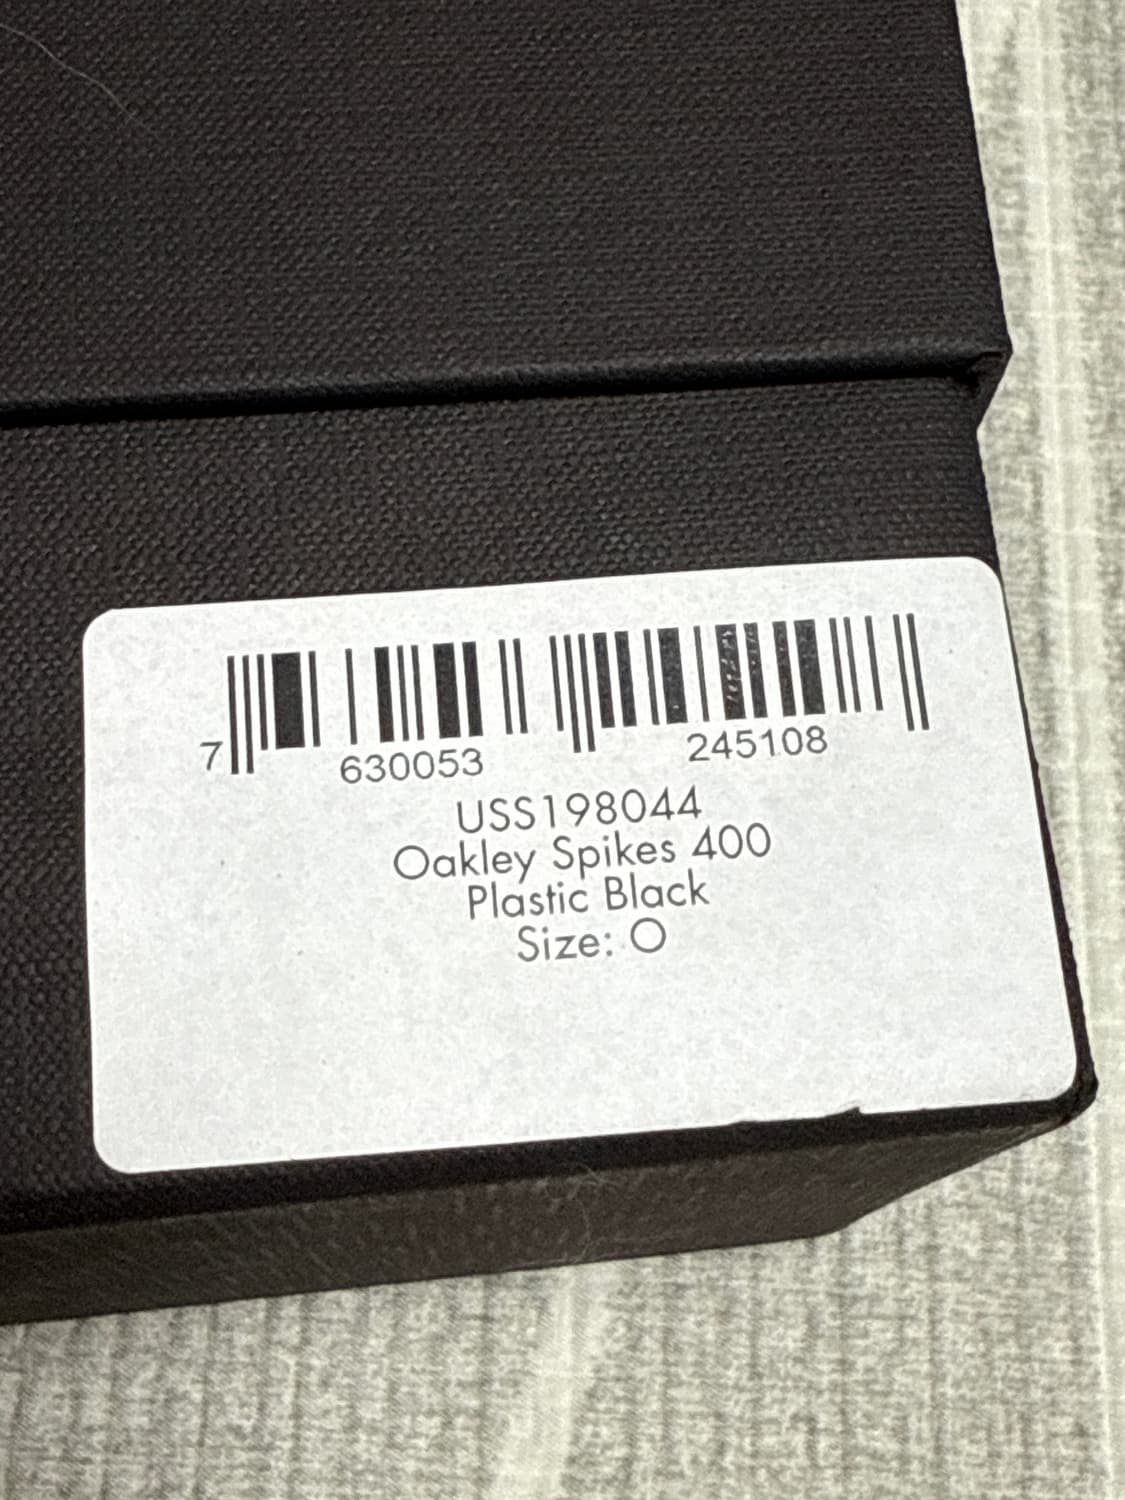 7 630053 245108
USS198044
Oakley Spikes 400
Plastic Black
Size: O